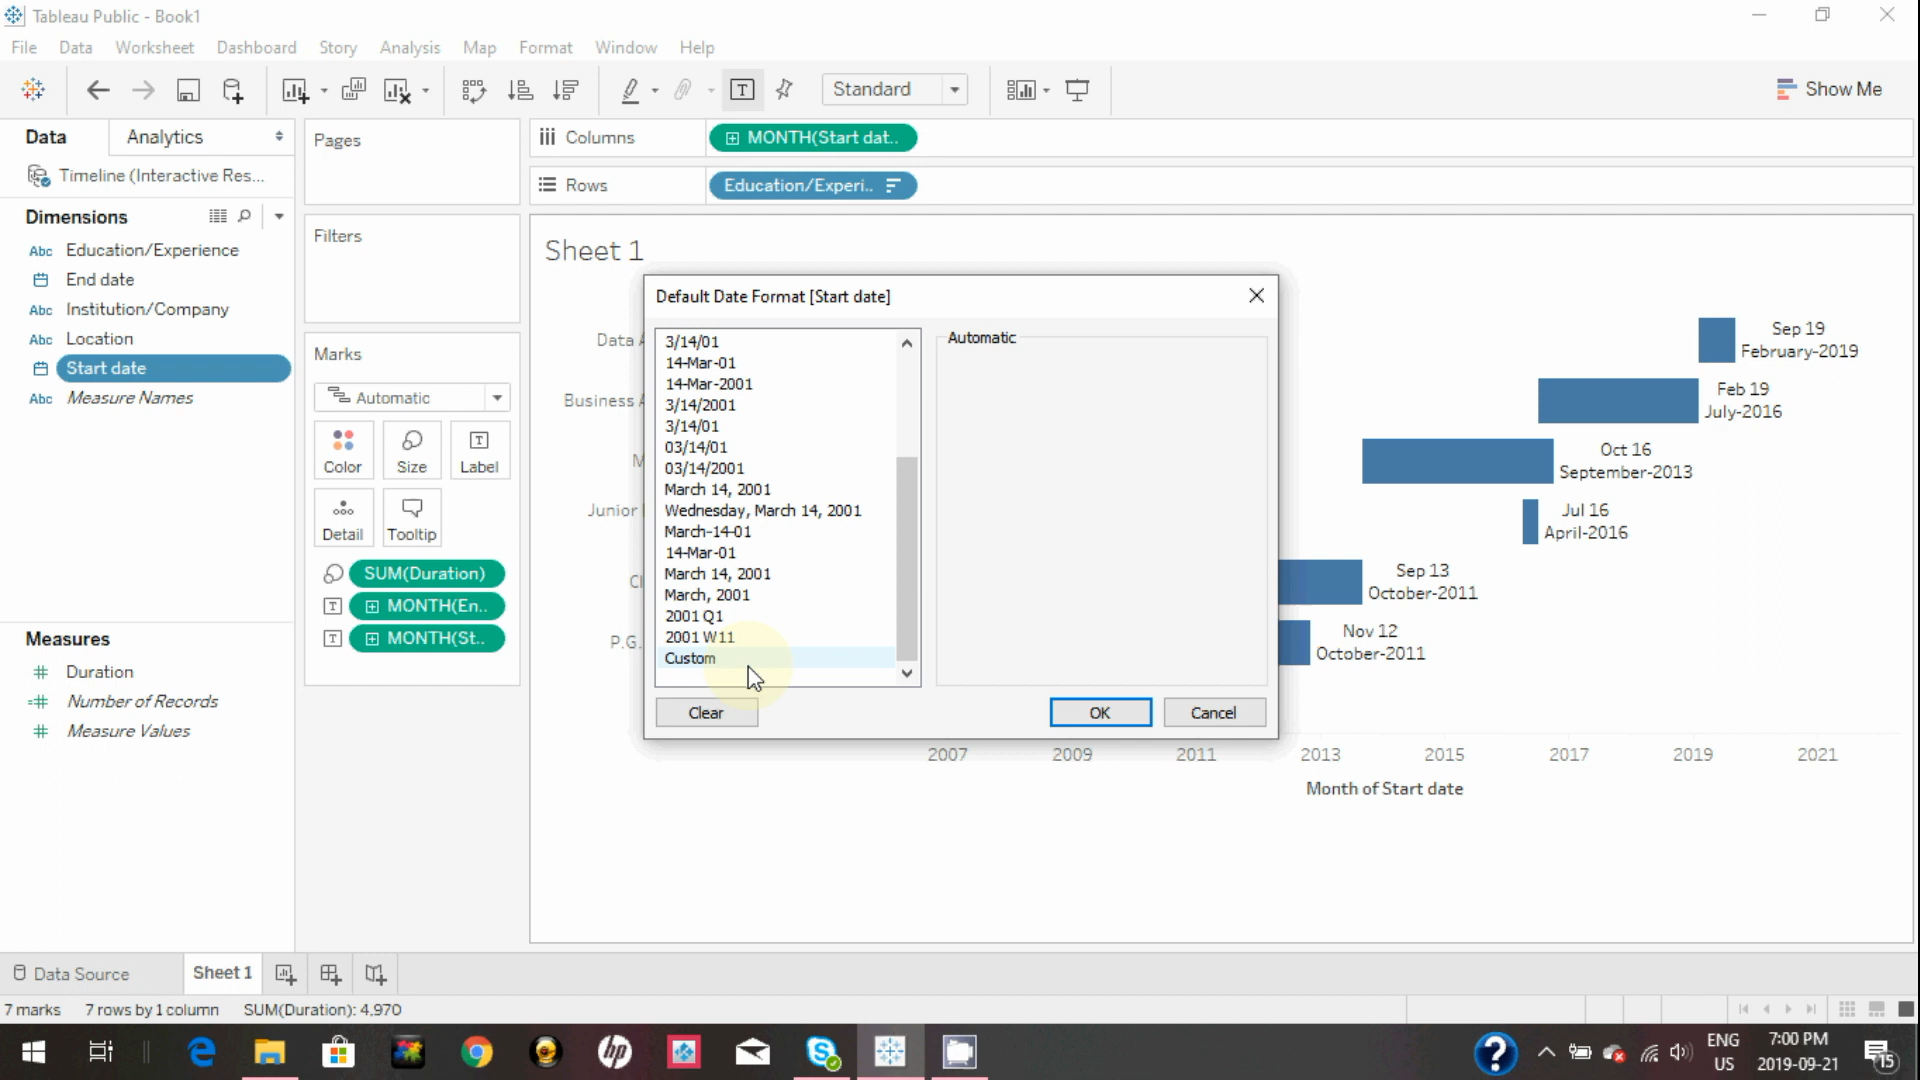 Tableau Public - Book1
File Data Worksheet Dashboard Story Analysis Map Format Window Help
Standard
Show Me
Data Analytics
Timeline (Interactive Res...
Dimensions
Abc Education/Experience
End date
Abc Institution/Company
Abc Location
Start date
Abc Measure Names
Measures
Duration
Number of Records
Measure Values
Pages
Filters
Marks
Automatic
Color Size Label
Detail Tooltip
SUM(Duration)
MONTH(En..
MONTH(St..
Columns MONTH(Start dat..
Rows Education/Experi..
Sheet 1
Default Date Format [Start date]
3/14/01
14-Mar-01
14-Mar-2001
3/14/2001
3/14/01
03/14/01
03/14/2001
March 14, 2001
Wednesday, March 14, 2001
March-14-01
14-Mar-01
March 14, 2001
March, 2001
2001 Q1
2001 W11
Custom
Automatic
Clear OK Cancel
Data
Business
Junior
P.G.
Sep 19
February-2019
Feb 19
July-2016
Oct 16
September-2013
Jul 16
April-2016
Sep 13
October-2011
Nov 12
October-2011
2007 2009 2011 2013 2015 2017 2019 2021
Month of Start date
Data Source Sheet 1
7 marks 7 rows by 1 column SUM(Duration): 4,970
ENG
US
7:00 PM
2019-09-21
15